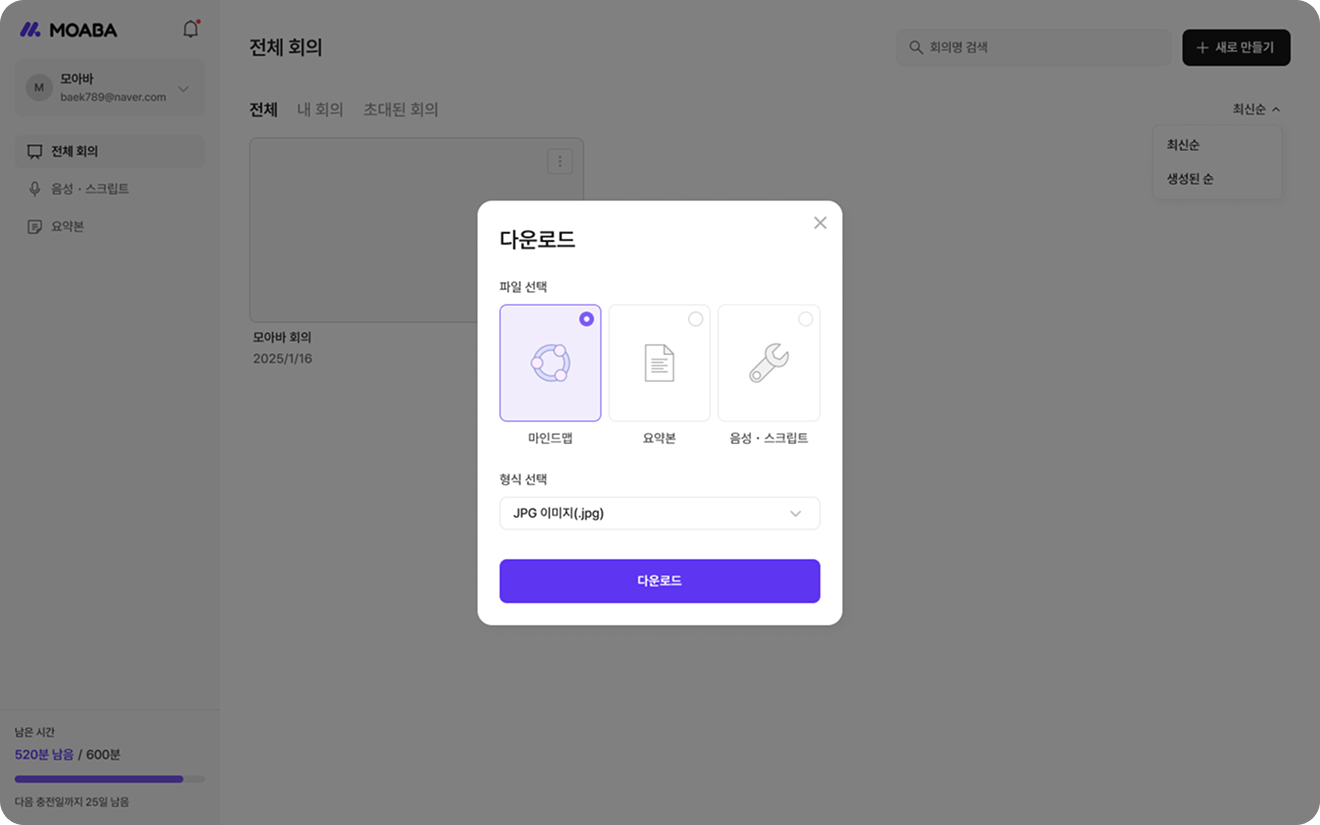 MOABA
M
모아바
baek789@naver.com
전체 회의
음성 · 스크립트
요약본
남은 시간
520분 남음 / 600분
다음 충전일까지 25일 남음
전체 회의
회의명 검색
+ 새로 만들기
전체 내 회의 초대된 회의
최신순
최신순
생성된 순
모아바 회의
2025/1/16
다운로드
파일 선택
마인드맵 요약본 음성 · 스크립트
형식 선택
JPG 이미지(.jpg)
다운로드